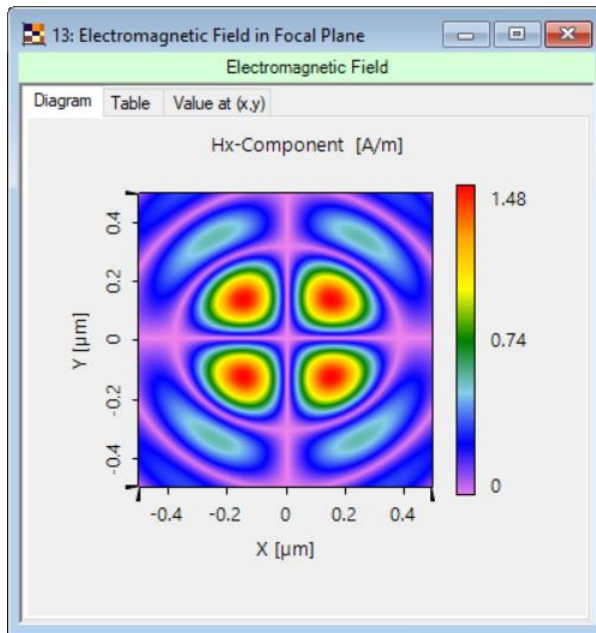 13: Electromagnetic Field in Focal Plane
Electromagnetic Field
Diagram Table Value at (x,y)
Hx-Component [A/m]
1.48
0.74
0
Y [µm]
0.4
0.2
0
-0.2
-0.4
-0.4 -0.2 0 0.2 0.4
X [µm]